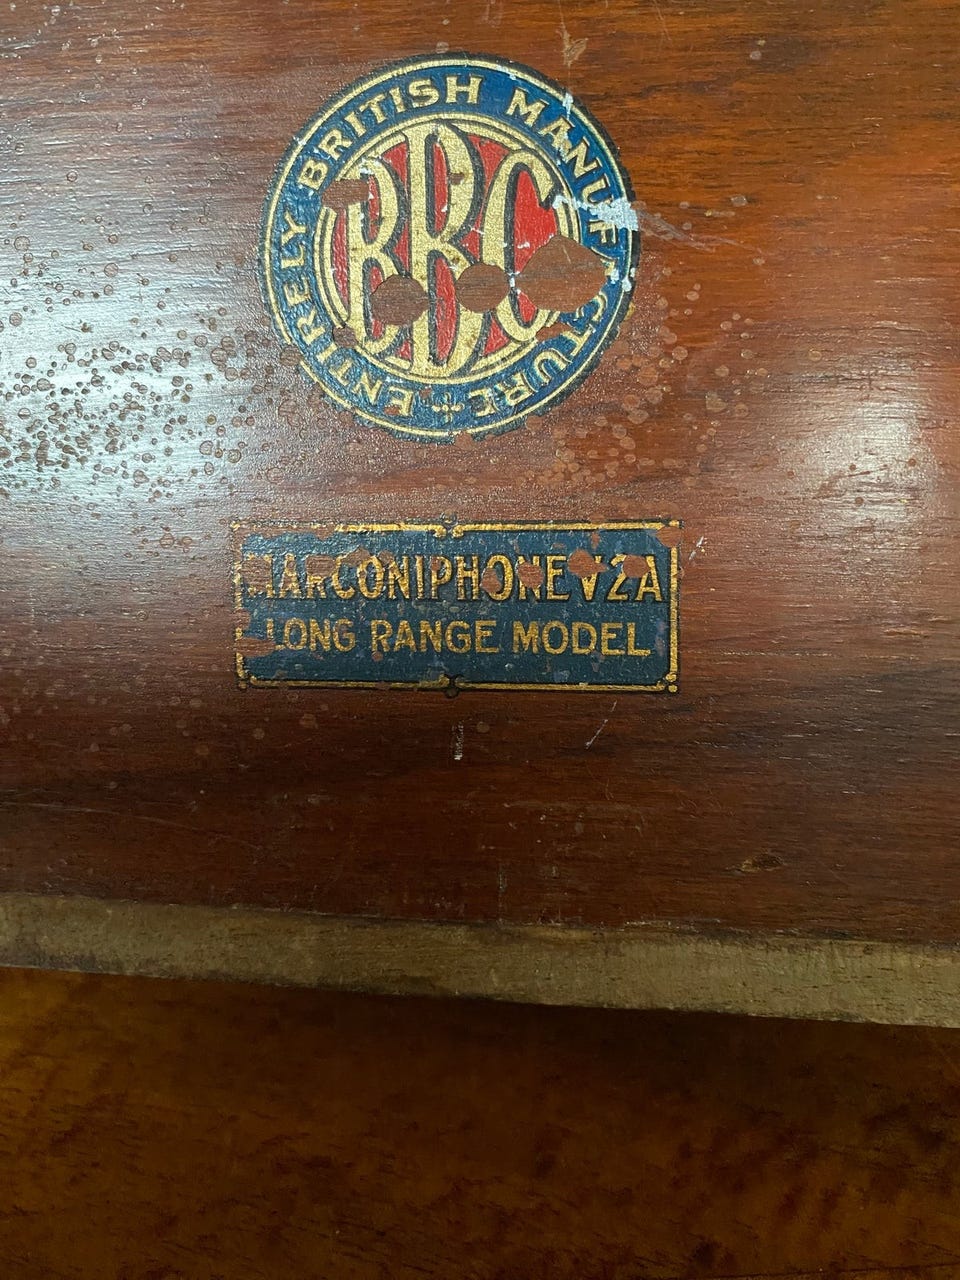 ENTIRELY BRITISH MANUFACTURE
BBC
MARCONIPHONE V2A
LONG RANGE MODEL